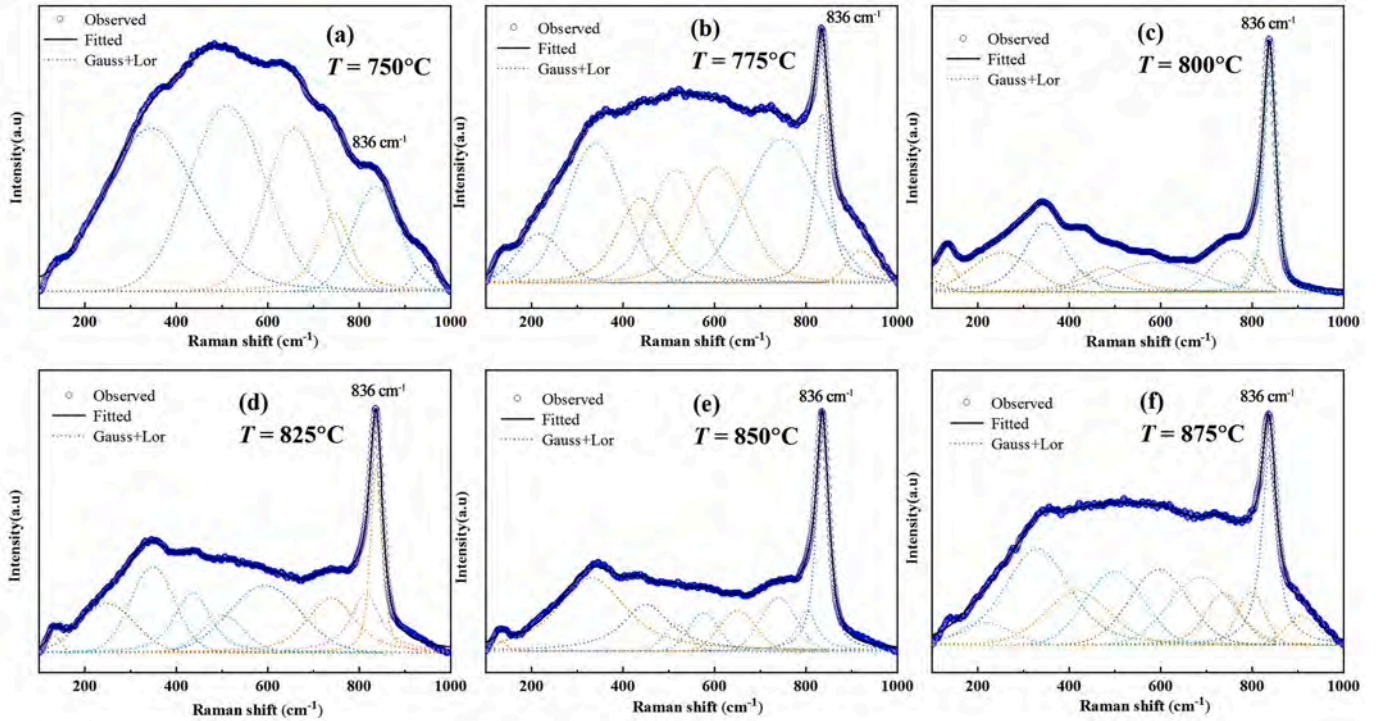 Observed
Fitted
Gauss+Lor
(a)
T = 750°C
836 cm⁻¹
Intensity(a.u)
200 400 600 800 1000
Raman shift (cm⁻¹)
836 cm⁻¹
Observed
Fitted
Gauss+Lor
(b)
T = 775°C
Intensity(a.u)
200 400 600 800 1000
Raman shift (cm⁻¹)
836 cm⁻¹
Observed
Fitted
Gauss+Lor
(c)
T = 800°C
Intensity(a.u)
200 400 600 800 1000
Raman shift (cm⁻¹)
836 cm⁻¹
Observed
Fitted
Gauss+Lor
(d)
T = 825°C
Intensity(a.u)
200 400 600 800 1000
Raman shift (cm⁻¹)
836 cm⁻¹
Observed
Fitted
Gauss+Lor
(e)
T = 850°C
Intensity(a.u)
200 400 600 800 1000
Raman shift (cm⁻¹)
836 cm⁻¹
Observed
Fitted
Gauss+Lor
(f)
T = 875°C
Intensity(a.u)
200 400 600 800 1000
Raman shift (cm⁻¹)